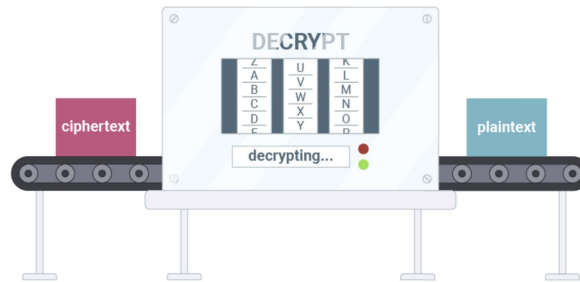 DECRYPT
Z
A
B
C
D
E
U
V
W
X
Y
K
L
M
N
O
P
ciphertext
plaintext
decrypting...